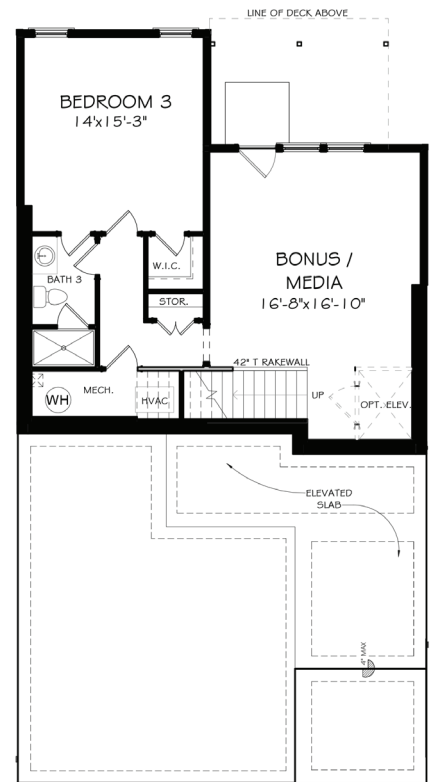 LINE OF DECK ABOVE
BEDROOM 3
14'x15'-3"
BONUS /
MEDIA
16'-8"x16'-10"
W.I.C.
BATH 3
STOR.
42" T RAKEWALL
MECH.
WH
HVAC
UP
OPT. ELEV.
ELEVATED
SLAB
4" MAX